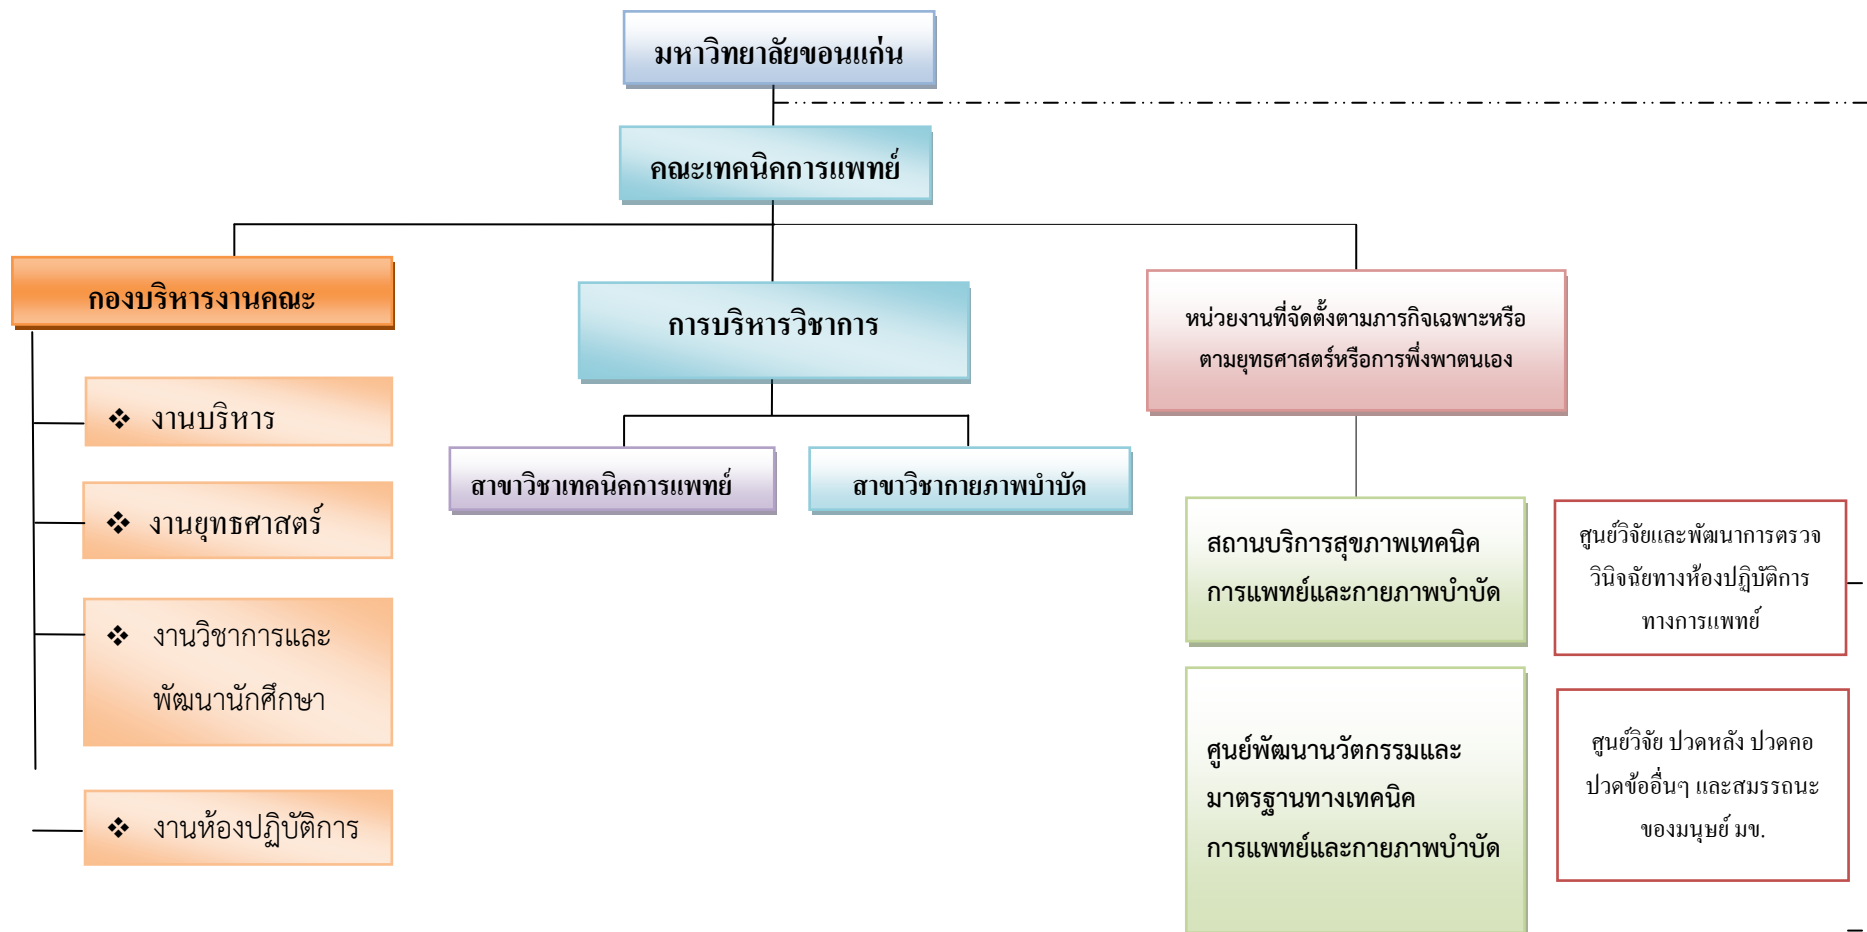 มหาวิทยาลัยขอนแก่น
คณะเทคนิคการแพทย์
กองบริหารงานคณะ
❖ งานบริหาร
❖ งานยุทธศาสตร์
❖ งานวิชาการและ
พัฒนานักศึกษา
❖ งานห้องปฏิบัติการ
การบริหารวิชาการ
สาขาวิชาเทคนิคการแพทย์
สาขาวิชากายภาพบำบัด
หน่วยงานที่จัดตั้งตามภารกิจเฉพาะหรือ
ตามยุทธศาสตร์หรือการพึ่งพาตนเอง
สถานบริการสุขภาพเทคนิค
การแพทย์และกายภาพบำบัด
ศูนย์พัฒนานวัตกรรมและ
มาตรฐานทางเทคนิค
การแพทย์และกายภาพบำบัด
ศูนย์วิจัยและพัฒนาการตรวจ
วินิจฉัยทางห้องปฏิบัติการ
ทางการแพทย์
ศูนย์วิจัย ปวดหลัง ปวดคอ
ปวดข้ออื่นๆ และสมรรถนะ
ของมนุษย์ มข.